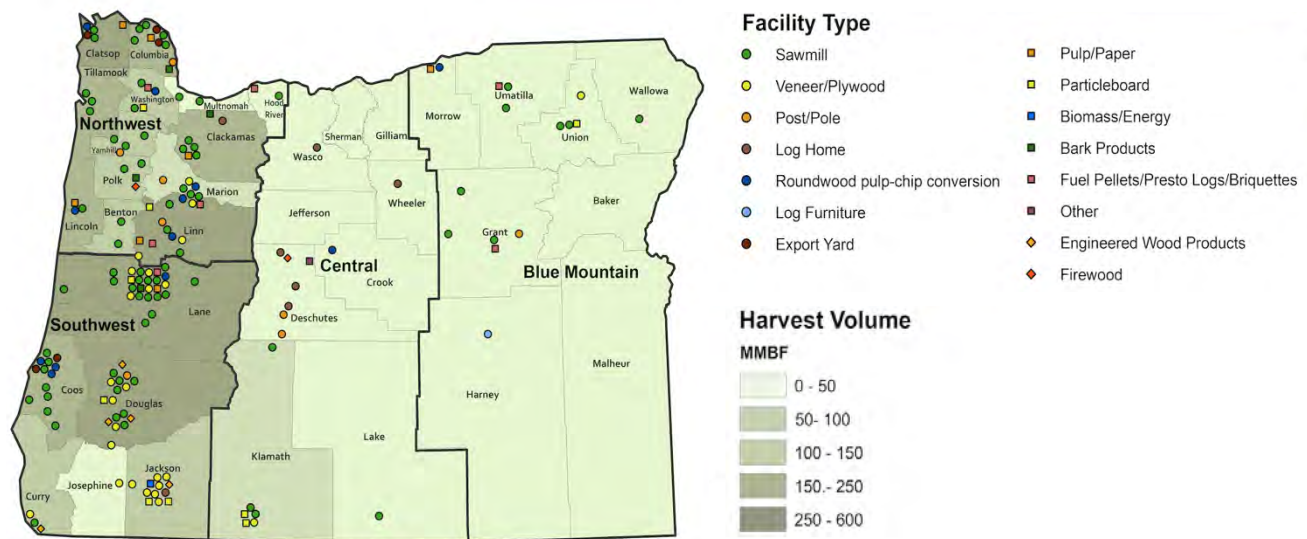 Clatsop
Columbia
Tillamook
Washington
Multnomah
Hood
River
Northwest
Clackamas
Yamhill
Polk
Marion
Benton
Lincoln
Linn
Southwest
Lane
Coos
Douglas
Curry
Josephine
Jackson
Wasco
Sherman
Gilliam
Wheeler
Jefferson
Central
Crook
Deschutes
Klamath
Lake
Morrow
Umatilla
Wallowa
Union
Baker
Grant
Blue Mountain
Harney
Malheur
Facility Type
Sawmill
Veneer/Plywood
Post/Pole
Log Home
Roundwood pulp-chip conversion
Log Furniture
Export Yard
Pulp/Paper
Particleboard
Biomass/Energy
Bark Products
Fuel Pellets/Presto Logs/Briquettes
Other
Engineered Wood Products
Firewood
Harvest Volume
MMBF
0 - 50
50- 100
100 - 150
150.- 250
250 - 600